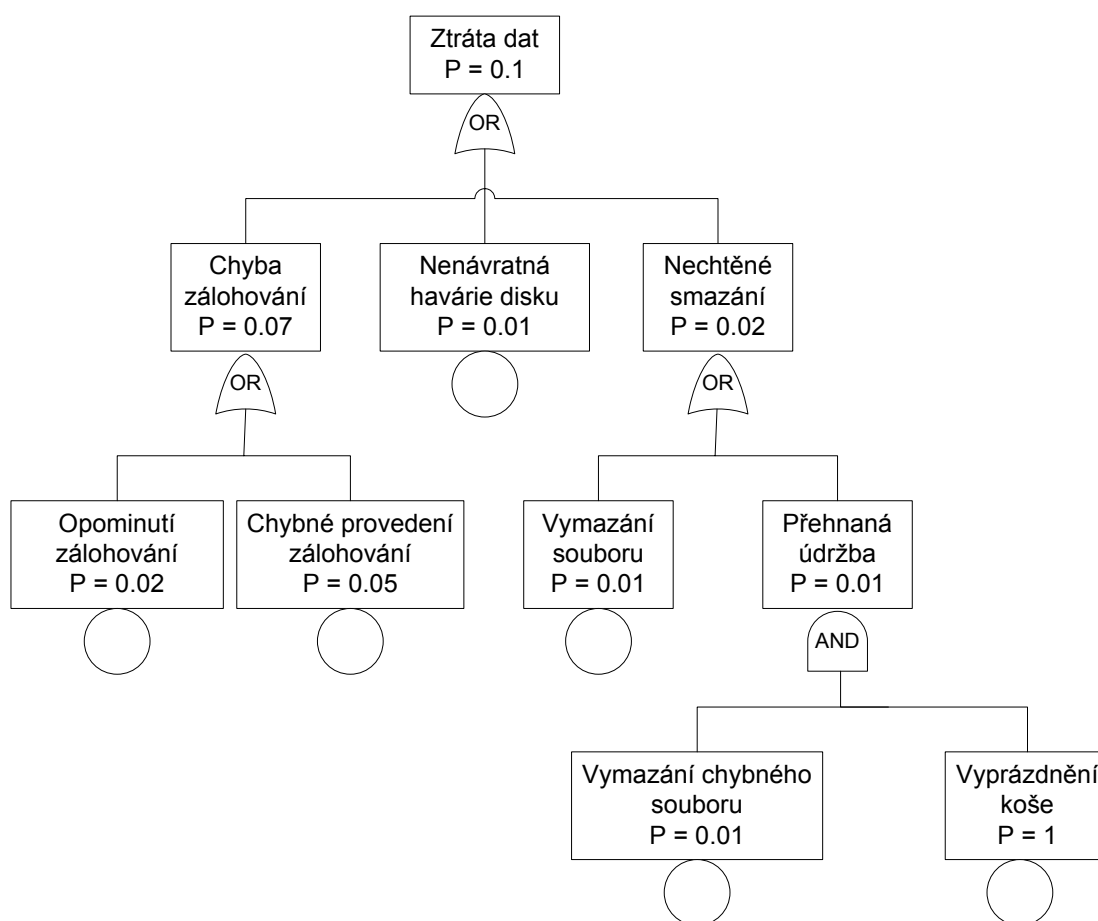 Ztráta dat
P = 0.1
OR
Chyba
zálohování
P = 0.07
Nenávratná
havárie disku
P = 0.01
Nechtěné
smazání
P = 0.02
OR
OR
Opominutí
zálohování
P = 0.02
Chybné provedení
zálohování
P = 0.05
Vymazání
souboru
P = 0.01
Přehnaná
údržba
P = 0.01
AND
Vymazání chybného
souboru
P = 0.01
Vyprázdnění
koše
P = 1